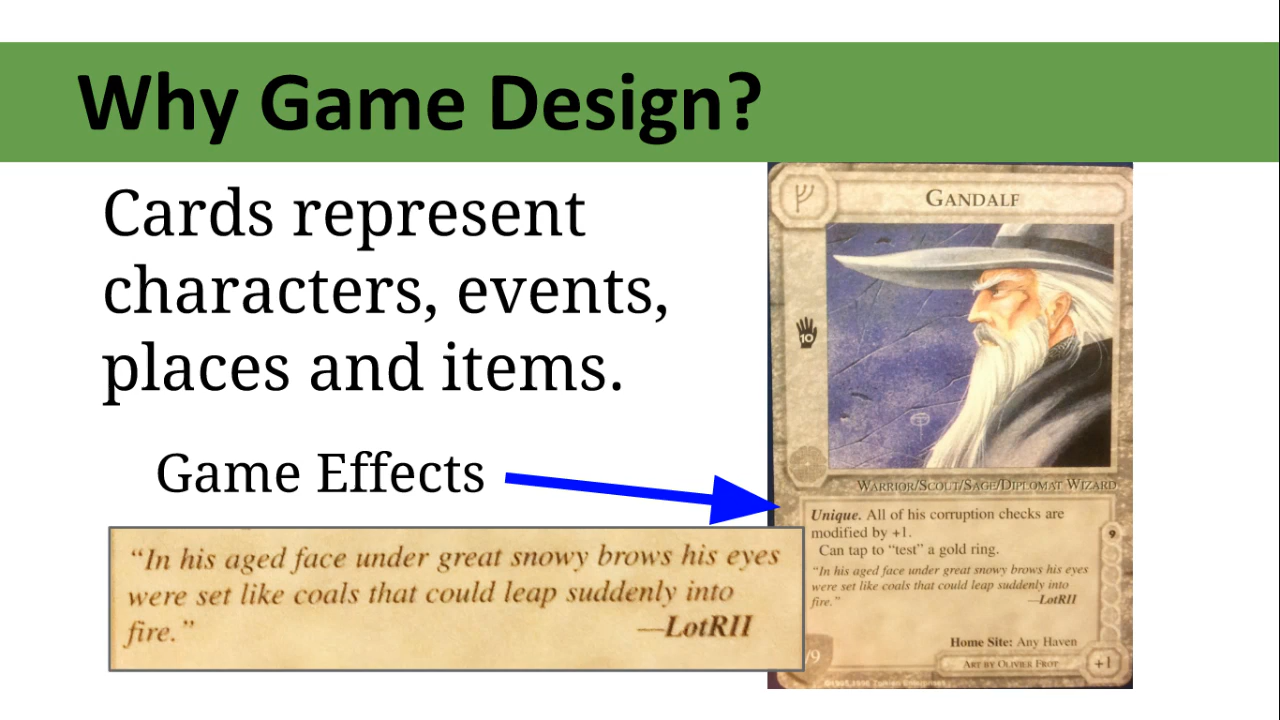 Why Game Design?
Cards represent
characters, events,
places and items.
Game Effects
“In his aged face under great snowy brows his eyes
were set like coals that could leap suddenly into
fire.” —LotRII
GANDALF
10
WARRIOR/SCOUT/SAGE/DIPLOMAT WIZARD
Unique. All of his corruption checks are
modified by +1.
Can tap to “test” a gold ring.
“In his aged face under great snowy brows his eyes
were set like coals that could leap suddenly into
fire.” —LotRII
9
Home Site: Any Haven
/9
ART BY OLIVIER FROT
+1